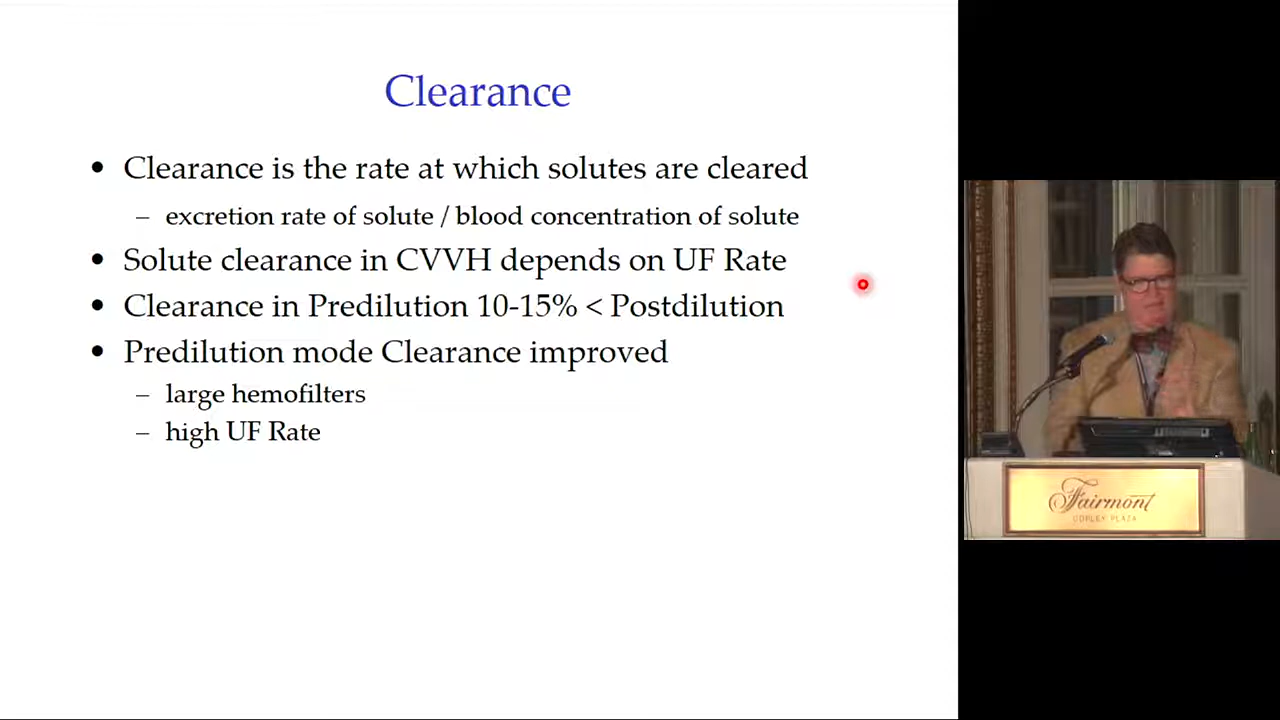 Clearance
• Clearance is the rate at which solutes are cleared
– excretion rate of solute / blood concentration of solute
• Solute clearance in CVVH depends on UF Rate
• Clearance in Predilution 10-15% < Postdilution
• Predilution mode Clearance improved
– large hemofilters
– high UF Rate
Fairmont
COPLEY PLAZA